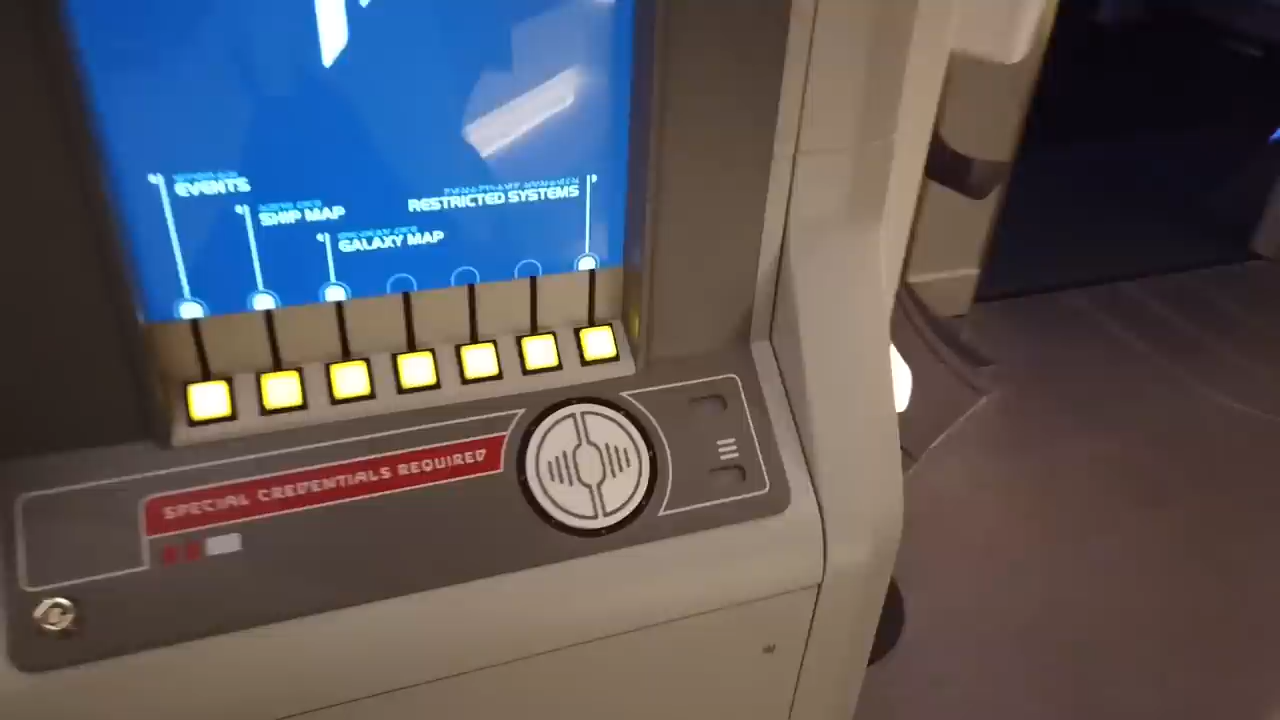 EVENTS
SHIP MAP
RESTRICTED SYSTEMS
GALAXY MAP
SPECIAL CREDENTIALS REQUIRED